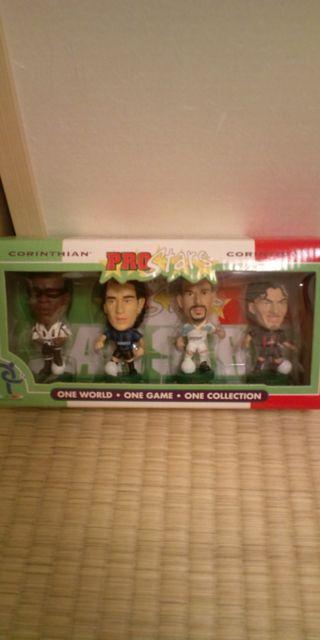 CORINTHIAN PRO Stars COR
ONE WORLD • ONE GAME • ONE COLLECTION